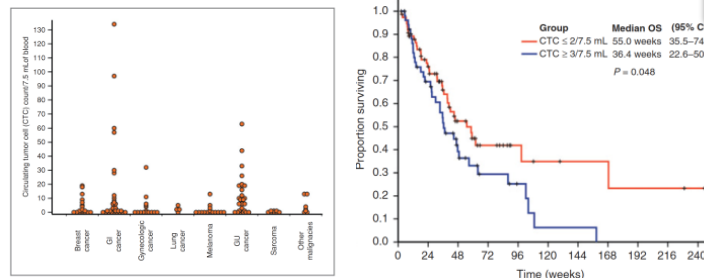 Circulating tumor cell (CTC) count/7.5 mLof blood
130
120
110
100
90
80
70
60
50
40
30
20
10
0
Breast cancer
GI cancer
Gynecologic cancer
Lung cancer
Melanoma
GU cancer
Sarcoma
Other malignacies
Proportion surviving
1.0
0.9
0.8
0.7
0.6
0.5
0.4
0.3
0.2
0.1
0.0
Group Median OS (95% C
CTC ≤ 2/7.5 mL 55.0 weeks 35.5–74
CTC ≥ 3/7.5 mL 36.4 weeks 22.6–50
P = 0.048
0 24 48 72 96 120 144 168 192 216 240
Time (weeks)